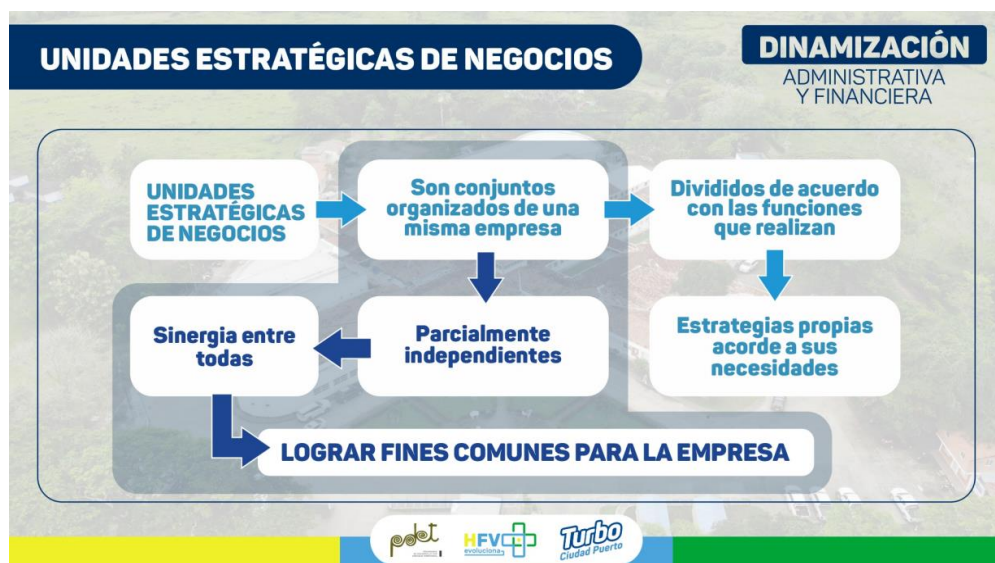 UNIDADES ESTRATÉGICAS DE NEGOCIOS
DINAMIZACIÓN
ADMINISTRATIVA
Y FINANCIERA
UNIDADES
ESTRATÉGICAS
DE NEGOCIOS
Son conjuntos
organizados de una
misma empresa
Divididos de acuerdo
con las funciones
que realizan
Sinergia entre
todas
Parcialmente
independientes
Estrategias propias
acorde a sus
necesidades
LOGRAR FINES COMUNES PARA LA EMPRESA
pdet
HFV
evoluciona
Turbo
Ciudad Puerto